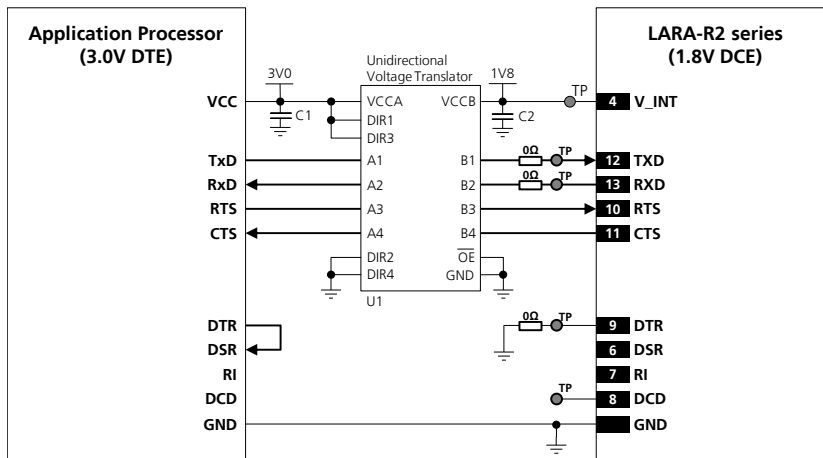 Application Processor
(3.0V DTE)
LARA-R2 series
(1.8V DCE)
Unidirectional
Voltage Translator
3V0
1V8
TP
VCC
C1
VCCA
VCCB
C2
4 V_INT
DIR1
DIR3
TxD
A1
B1
0Ω
TP
12 TXD
RxD
A2
B2
0Ω
TP
13 RXD
RTS
A3
B3
10 RTS
CTS
A4
B4
11 CTS
DIR2
OE
DIR4
GND
U1
DTR
0Ω
TP
9 DTR
DSR
6 DSR
RI
7 RI
DCD
TP
8 DCD
GND
GND